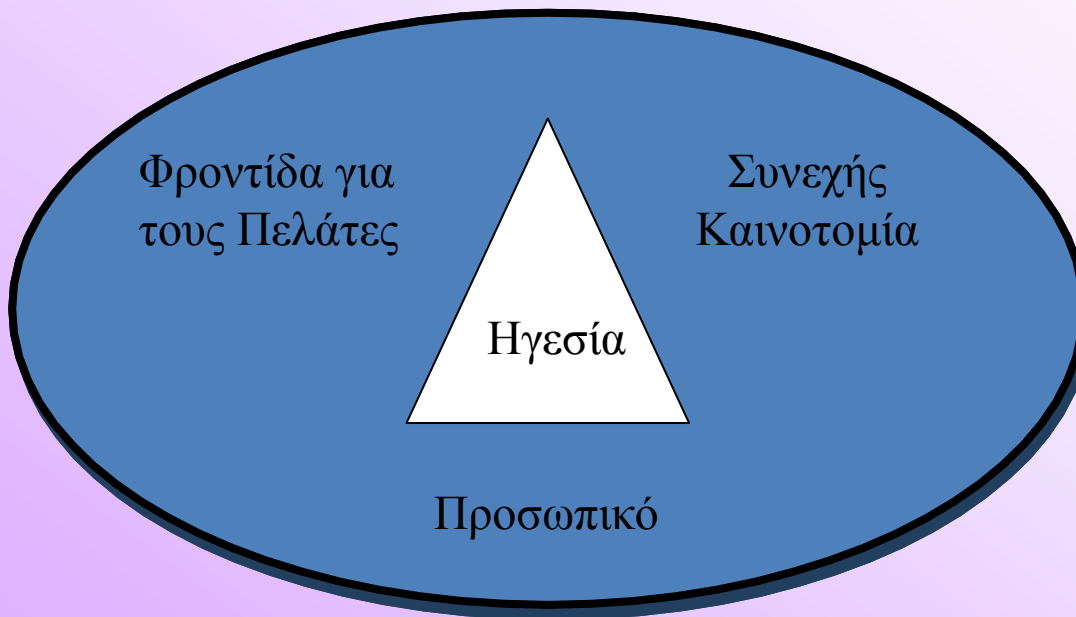 Φροντίδα για
τους Πελάτες
Συνεχής
Καινοτομία
Ηγεσία
Προσωπικό